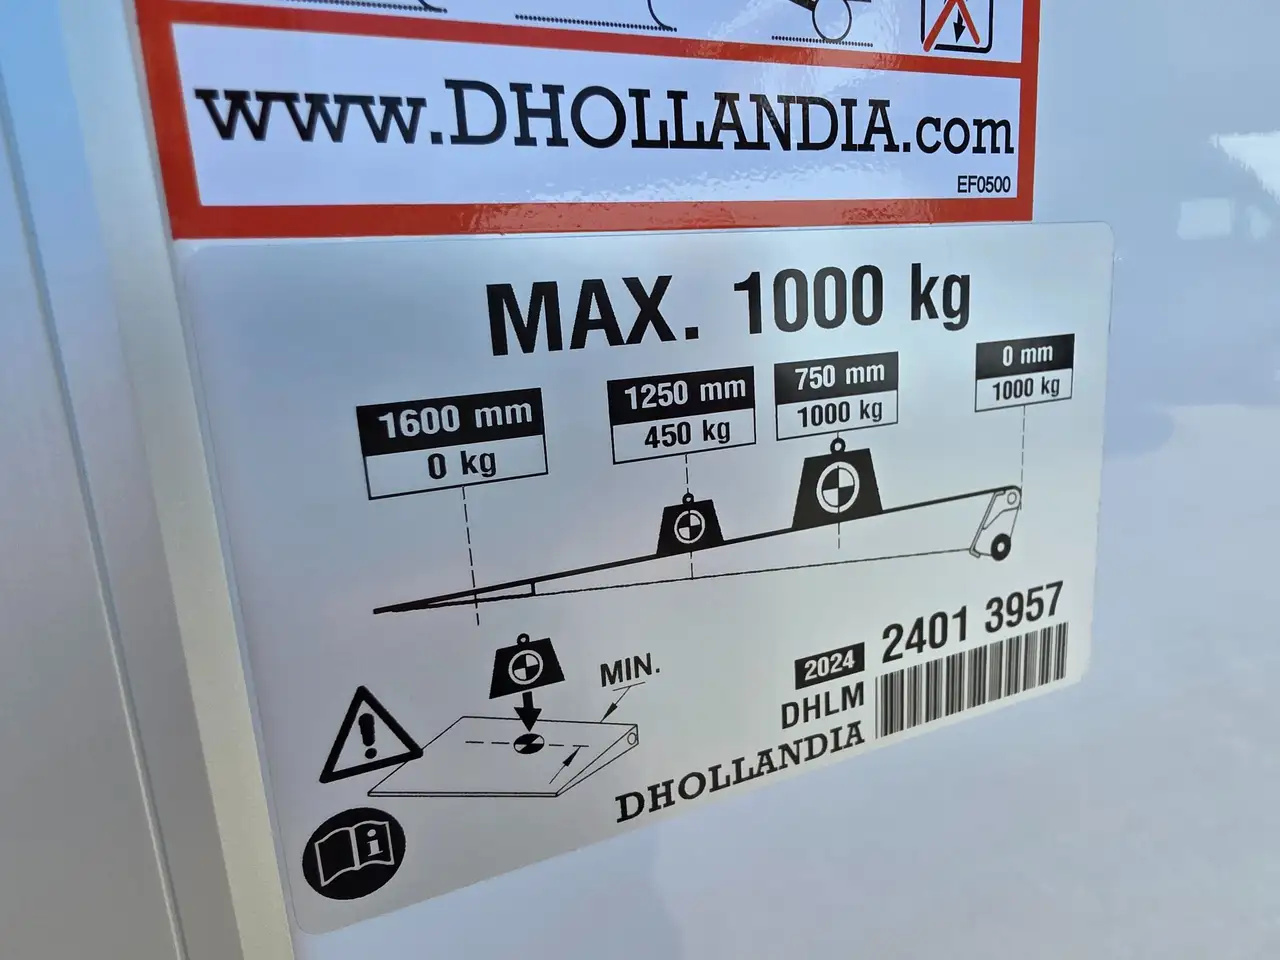 www.DHOLLANDIA.com
EF0500
MAX. 1000 kg
1600 mm
0 kg
1250 mm
450 kg
750 mm
1000 kg
0 mm
1000 kg
MIN.
2024
2401 3957
DHLM
DHOLLANDIA